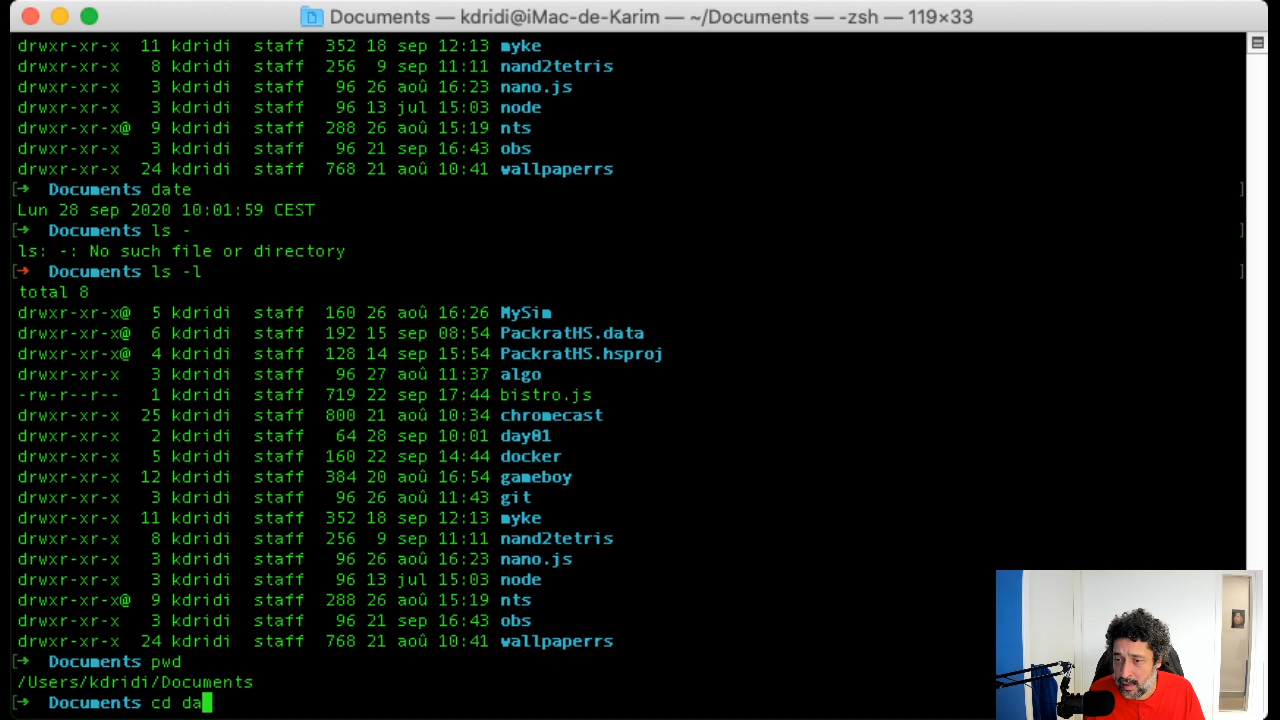 Documents — kdridi@iMac-de-Karim — ~/Documents — -zsh — 119×33
drwxr-xr-x  11 kdridi  staff  352 18 sep 12:13 myke
drwxr-xr-x   8 kdridi  staff  256  9 sep 11:11 nand2tetris
drwxr-xr-x   3 kdridi  staff   96 26 aoû 16:23 nano.js
drwxr-xr-x   3 kdridi  staff   96 13 jul 15:03 node
drwxr-xr-x@  9 kdridi  staff  288 26 aoû 15:19 nts
drwxr-xr-x   3 kdridi  staff   96 21 sep 16:43 obs
drwxr-xr-x  24 kdridi  staff  768 21 aoû 10:41 wallpaperrs
[→  Documents date ]
Lun 28 sep 2020 10:01:59 CEST
[→  Documents ls - ]
ls: -: No such file or directory
[→  Documents ls -l ]
total 8
drwxr-xr-x@  5 kdridi  staff  160 26 aoû 16:26 MySim
drwxr-xr-x@  6 kdridi  staff  192 15 sep 08:54 PackratHS.data
drwxr-xr-x@  4 kdridi  staff  128 14 sep 15:54 PackratHS.hsproj
drwxr-xr-x   3 kdridi  staff   96 27 aoû 11:37 algo
-rw-r--r--   1 kdridi  staff  719 22 sep 17:44 bistro.js
drwxr-xr-x  25 kdridi  staff  800 21 aoû 10:34 chromecast
drwxr-xr-x   2 kdridi  staff   64 28 sep 10:01 day01
drwxr-xr-x   5 kdridi  staff  160 22 sep 14:44 docker
drwxr-xr-x  12 kdridi  staff  384 20 aoû 16:54 gameboy
drwxr-xr-x   3 kdridi  staff   96 26 aoû 11:43 git
drwxr-xr-x  11 kdridi  staff  352 18 sep 12:13 myke
drwxr-xr-x   8 kdridi  staff  256  9 sep 11:11 nand2tetris
drwxr-xr-x   3 kdridi  staff   96 26 aoû 16:23 nano.js
drwxr-xr-x   3 kdridi  staff   96 13 jul 15:03 node
drwxr-xr-x@  9 kdridi  staff  288 26 aoû 15:19 nts
drwxr-xr-x   3 kdridi  staff   96 21 sep 16:43 obs
drwxr-xr-x  24 kdridi  staff  768 21 aoû 10:41 wallpaperrs
[→  Documents pwd ]
/Users/kdridi/Documents
[→  Documents cd da